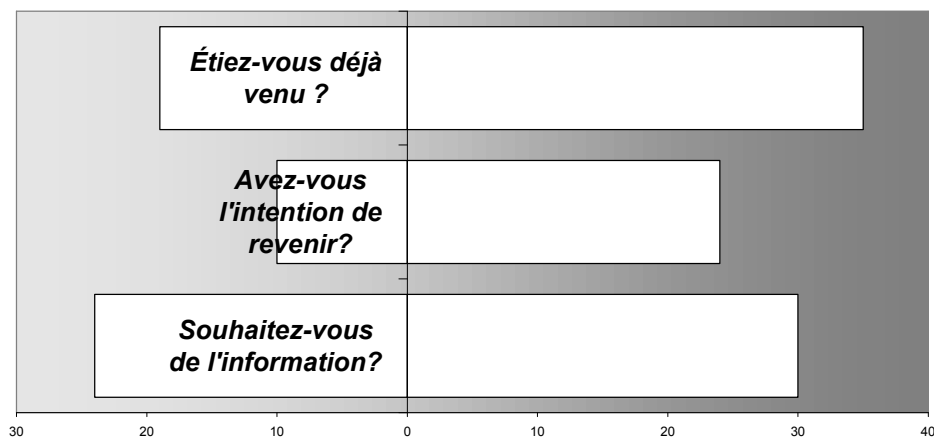 Étiez-vous déjà
venu ?
Avez-vous
l'intention de
revenir?
Souhaitez-vous
de l'information?
30 20 10 0 10 20 30 40